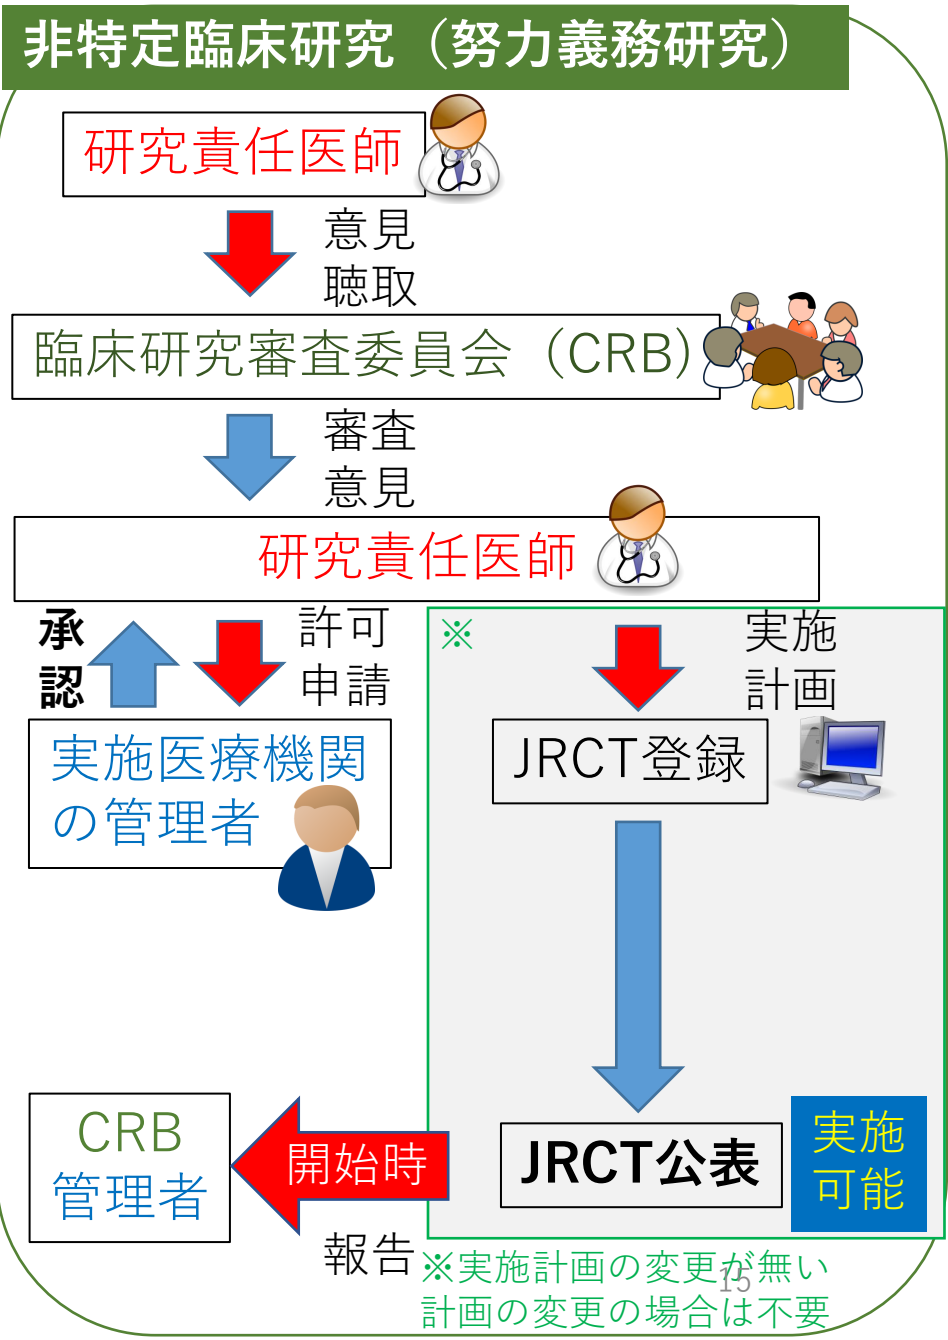 非特定臨床研究（努力義務研究）
研究責任医師
意見
聴取
臨床研究審査委員会（CRB）
審査
意見
研究責任医師
承
認
許可
申請
※
実施
計画
実施医療機関
の管理者
JRCT登録
CRB
管理者
開始時
報告
JRCT公表
実施
可能
※実施計画の変更が無い
計画の変更の場合は不要
15